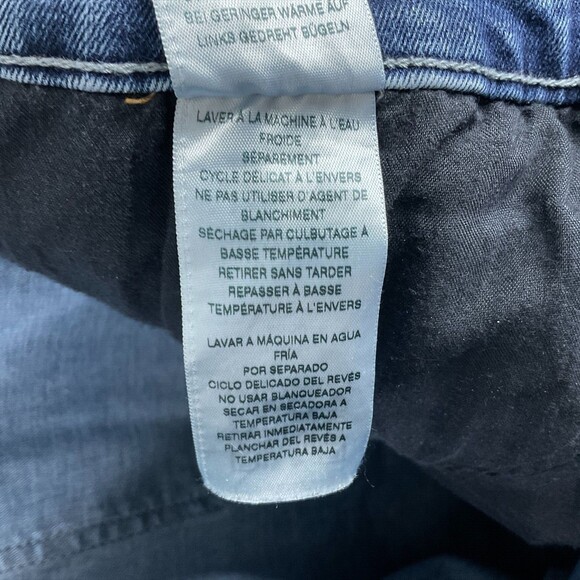 BEI GERINGER WÄRME AUF
LINKS GEDREHT BÜGELN
LAVER À LA MACHINE À L'EAU
FROIDE
SÉPAREMENT
CYCLE DÉLICAT À L'ENVERS
NE PAS UTILISER D'AGENT DE
BLANCHIMENT
SÉCHAGE PAR CULBUTAGE À
BASSE TEMPÉRATURE
RETIRER SANS TARDER
REPASSER À BASSE
TEMPÉRATURE À L'ENVERS
LAVAR A MÁQUINA EN AGUA
FRÍA
POR SEPARADO
CICLO DELICADO DEL REVÉS
NO USAR BLANQUEADOR
SECAR EN SECADORA A
TEMPERATURA BAJA
RETIRAR INMEDIATAMENTE
PLANCHAR DEL REVÉS A
TEMPERATURA BAJA